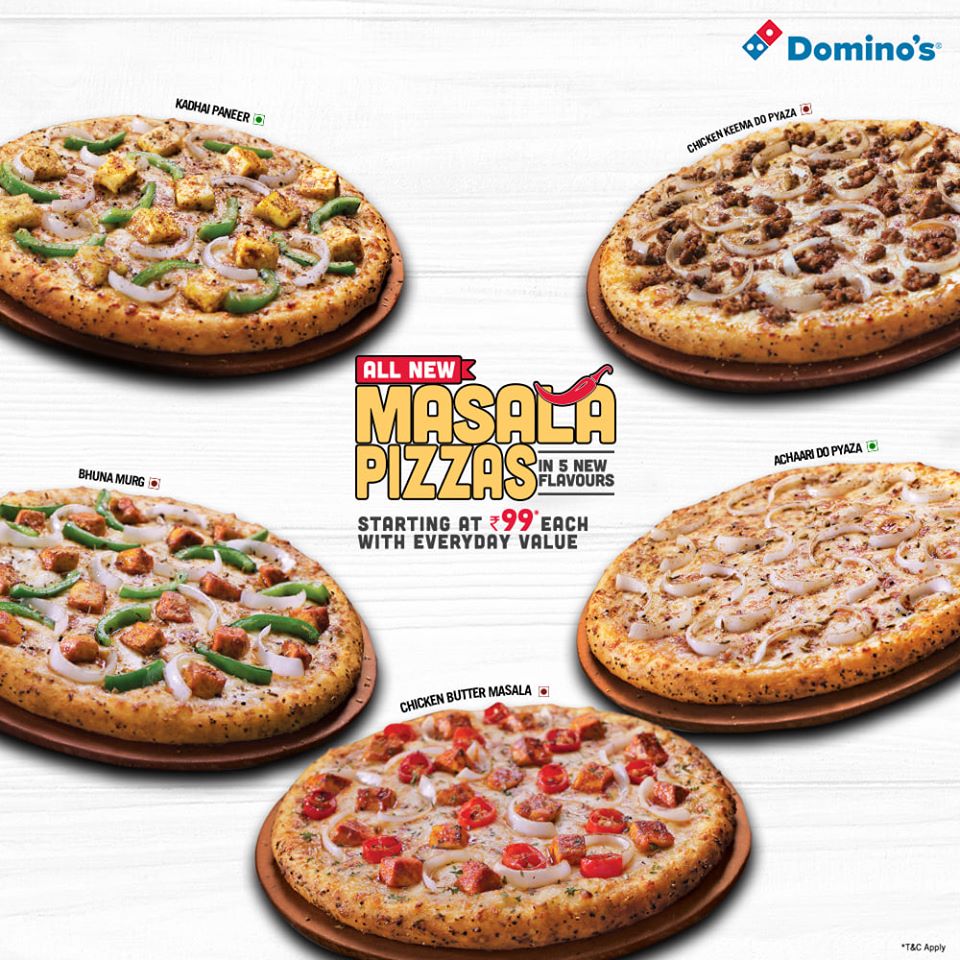 Domino's®
KADHAI PANEER
CHICKEN KEEMA DO PYAZA
ALL NEW
MASALA
PIZZAS
IN 5 NEW
FLAVOURS
STARTING AT ₹99* EACH
WITH EVERYDAY VALUE
BHUNA MURG
ACHAARI DO PYAZA
CHICKEN BUTTER MASALA
*T&C Apply